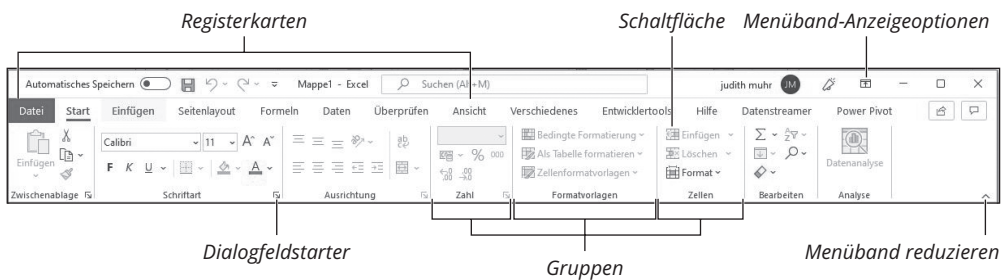 Registerkarten Schaltfläche Menüband-Anzeigeoptionen
Automatisches Speichern Mappe1 - Excel Suchen (Alt+M) judith muhr JM
Datei Start Einfügen Seitenlayout Formeln Daten Überprüfen Ansicht Verschiedenes Entwicklertools Hilfe Datenstreamer Power Pivot
Calibri 11 A^ A˅ ab Bedingte Formatierung Einfügen Σ
Einfügen % 000 Als Tabelle formatieren Löschen Datenanalyse
F K U A Zellenformatvorlagen Format
Zwischenablage Schriftart Ausrichtung Zahl Formatvorlagen Zellen Bearbeiten Analyse
Dialogfeldstarter Gruppen Menüband reduzieren